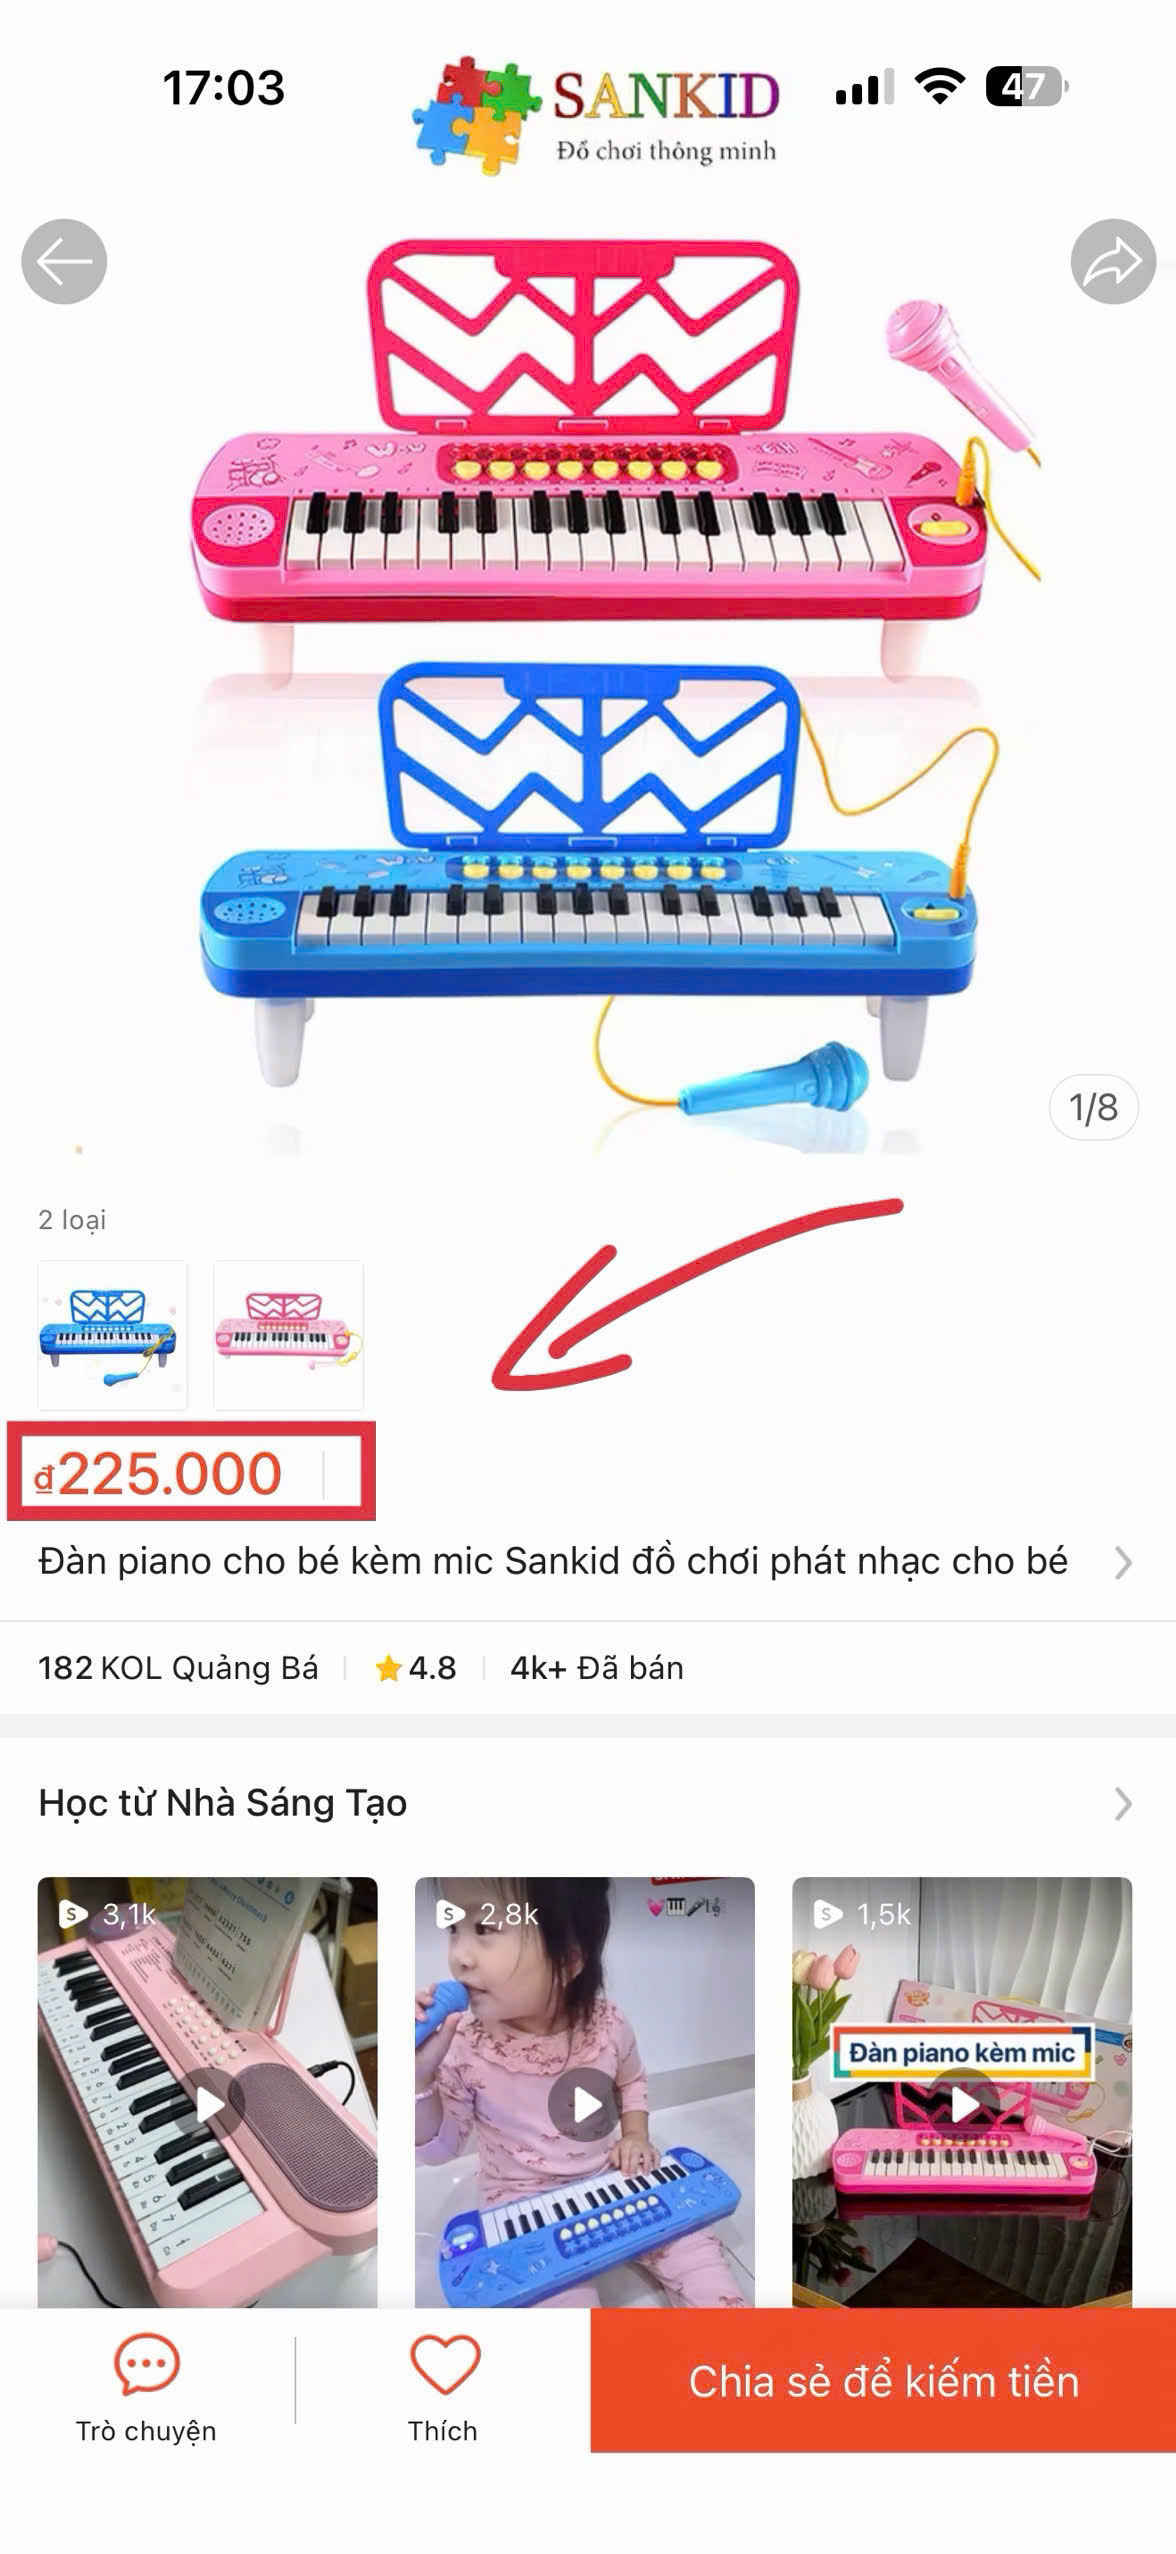 17:03
SANKID
47
Đồ chơi thông minh
1/8
2 loại
₫225.000
Đàn piano cho bé kèm mic Sankid đồ chơi phát nhạc cho bé
182 KOL Quảng Bá
4.8
4k+ Đã bán
Học từ Nhà Sáng Tạo
S 3,1k
S 2,8k
S 1,5k
Đàn piano kèm mic
Trò chuyện
Thích
Chia sẻ để kiếm tiền